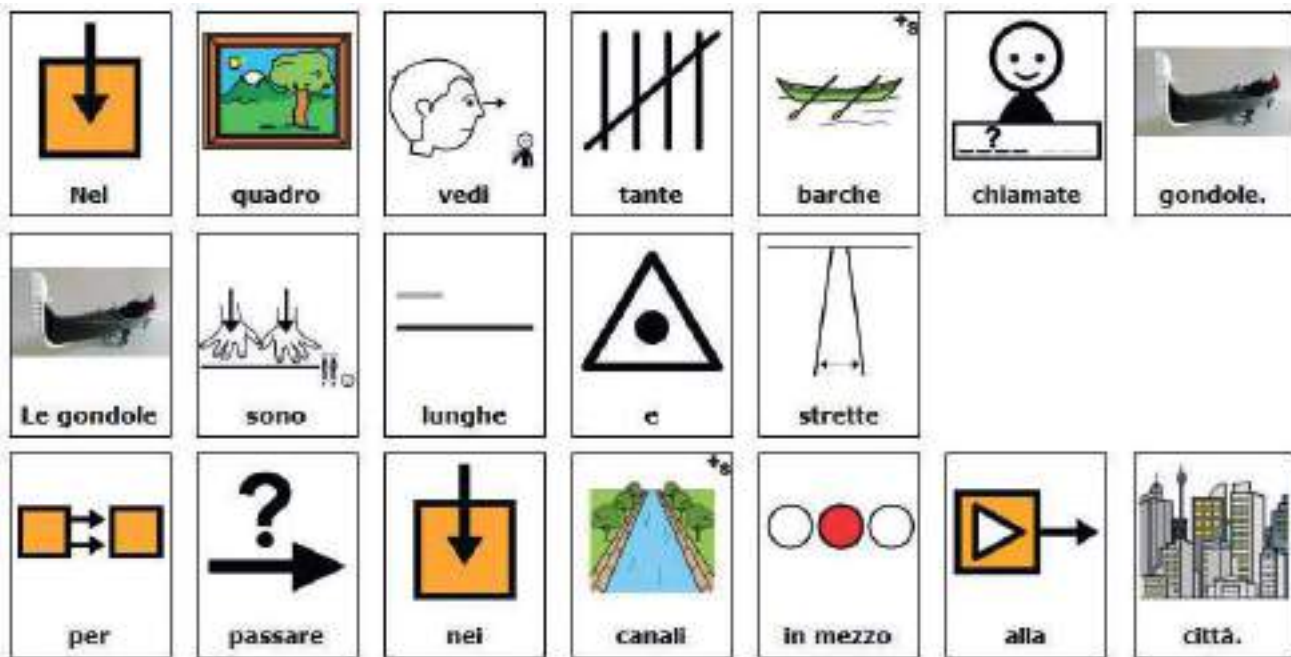 +s
?
Nel quadro vedi tante barche chiamate gondole.
Le gondole sono lunghe e strette
+s
?
per passare nei canali in mezzo alla città.